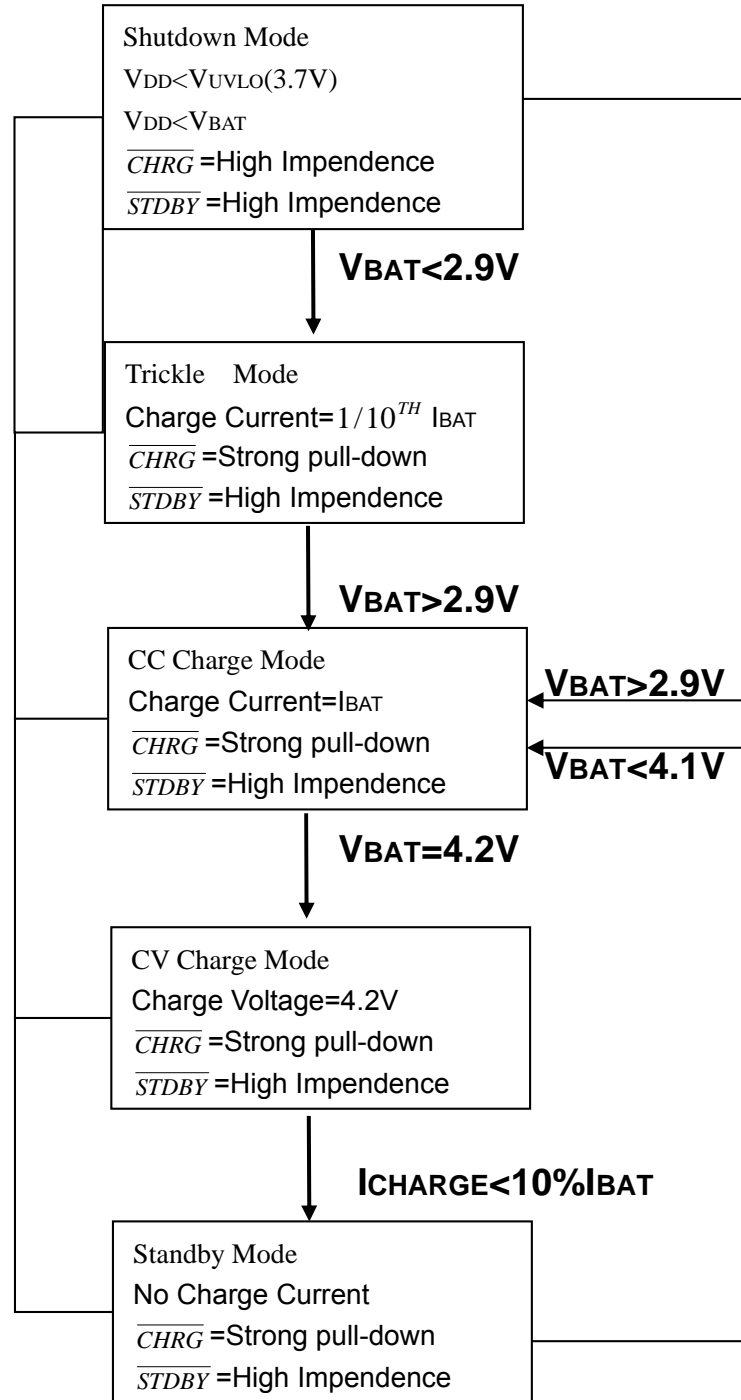 Shutdown Mode
VDD<VUVLO(3.7V)
VDD<VBAT
CHRG =High Impendence
STDBY =High Impendence
VBAT<2.9V
Trickle Mode
Charge Current=1/10^TH IBAT
CHRG =Strong pull-down
STDBY =High Impendence
VBAT>2.9V
CC Charge Mode
Charge Current=IBAT
CHRG =Strong pull-down
STDBY =High Impendence
VBAT>2.9V
VBAT<4.1V
VBAT=4.2V
CV Charge Mode
Charge Voltage=4.2V
CHRG =Strong pull-down
STDBY =High Impendence
ICHARGE<10%IBAT
Standby Mode
No Charge Current
CHRG =Strong pull-down
STDBY =High Impendence